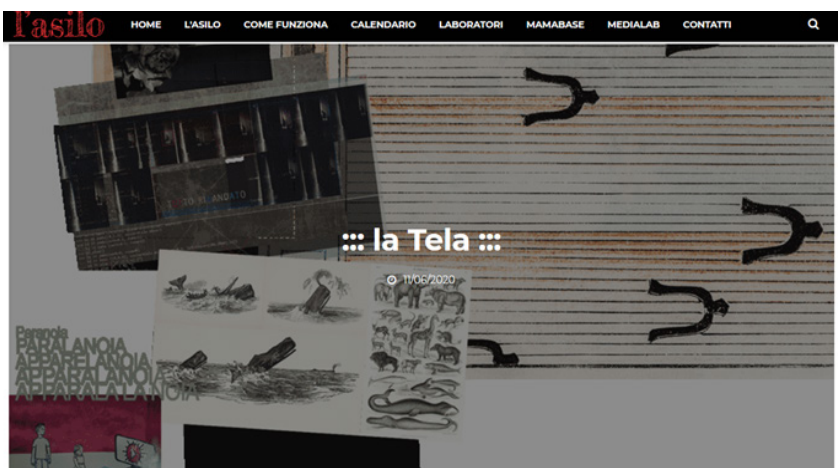 l'asilo HOME L'ASILO COME FUNZIONA CALENDARIO LABORATORI MAMABASE MEDIALAB CONTATTI
::: la Tela :::
11/06/2020
Paranoia
PARALANOIA
APPARELANOIA
APPARALANOIA
APPARALALANOIA